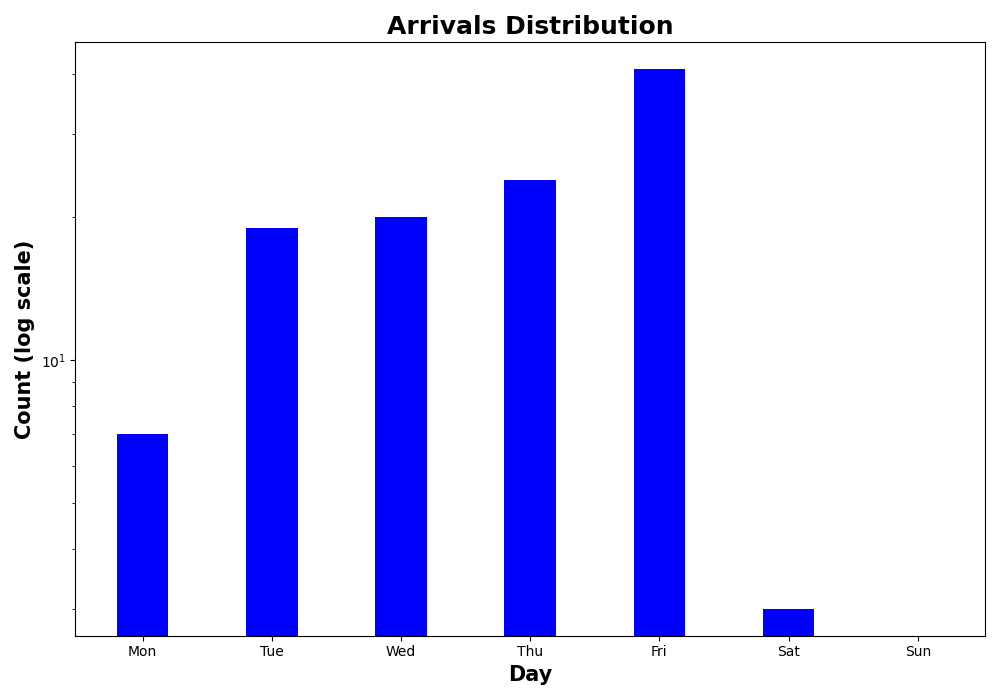 Arrivals Distribution
Count (log scale)
10¹
Mon Tue Wed Thu Fri Sat Sun
Day